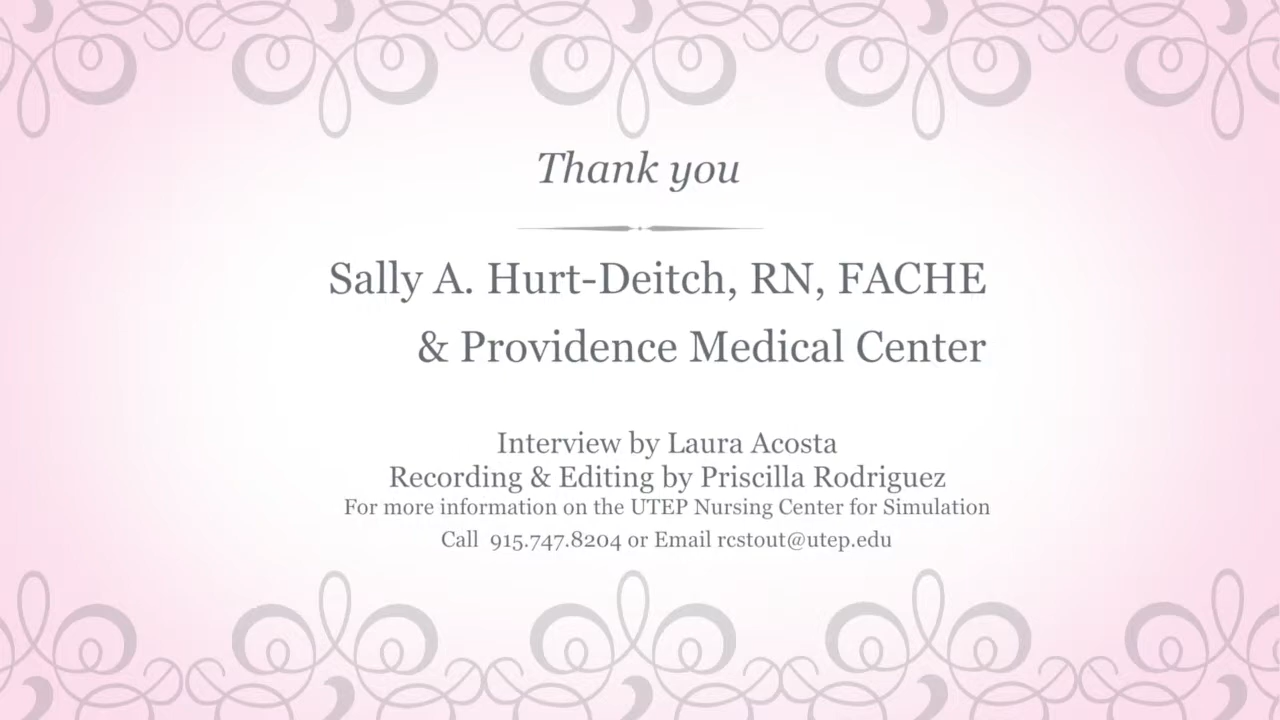 Thank you
Sally A. Hurt-Deitch, RN, FACHE
& Providence Medical Center
Interview by Laura Acosta
Recording & Editing by Priscilla Rodriguez
For more information on the UTEP Nursing Center for Simulation
Call  915.747.8204 or Email rcstout@utep.edu